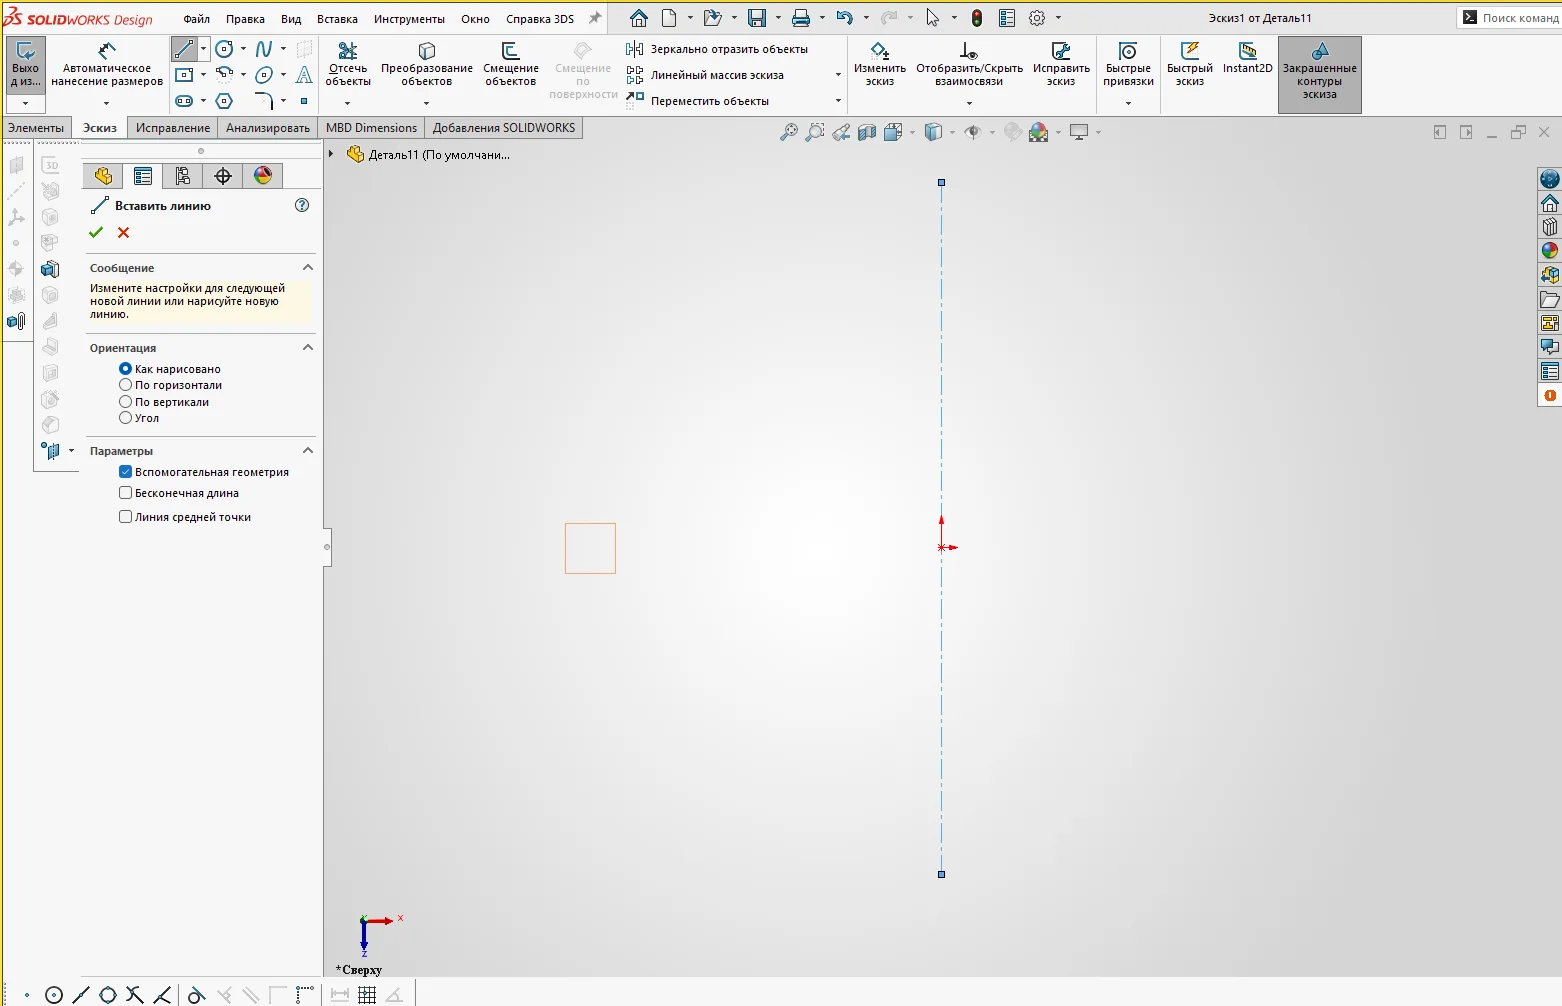 SOLIDWORKS Design
Файл Правка Вид Вставка Инструменты Окно Справка 3DS
Эскиз1 от Деталь11
Поиск команд
Выхо
д из...
Автоматическое
нанесение размеров
Отсечь
объекты
Преобразование
объектов
Смещение
объектов
Смещение
по
поверхности
Зеркально отразить объекты
Линейный массив эскиза
Переместить объекты
Изменить
эскиз
Отобразить/Скрыть
взаимосвязи
Исправить
эскиз
Быстрые
привязки
Быстрый
эскиз
Instant2D
Закрашенные
контуры
эскиза
Элементы Эскиз Исправление Анализировать MBD Dimensions Добавления SOLIDWORKS
3D
Деталь11 (По умолчани...
Вставить линию
Сообщение
Измените настройки для следующей
новой линии или нарисуйте новую
линию.
Ориентация
Как нарисовано
По горизонтали
По вертикали
Угол
Параметры
Вспомогательная геометрия
Бесконечная длина
Линия средней точки
X
Z
*Сверху